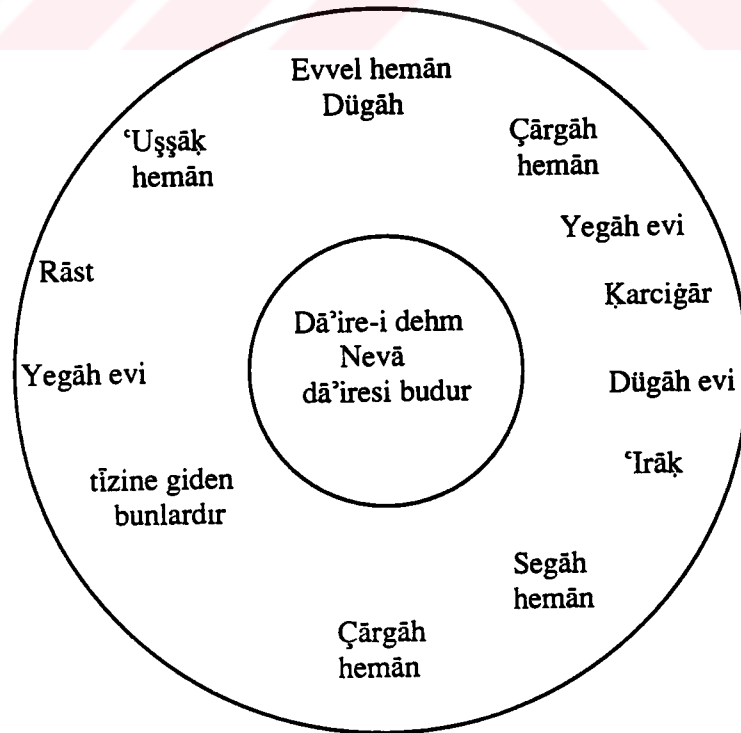 Evvel hemān
Dügāh
Çārgāh
hemān
Yegāh evi
Ḳarciġār
Dügāh evi
ʿIrāḳ
Segāh
hemān
Çārgāh
hemān
tīzine giden
bunlardır
Yegāh evi
Rāst
ʿUşşāḳ
hemān
Dāʾire-i dehm
Nevā
dāʾiresi budur